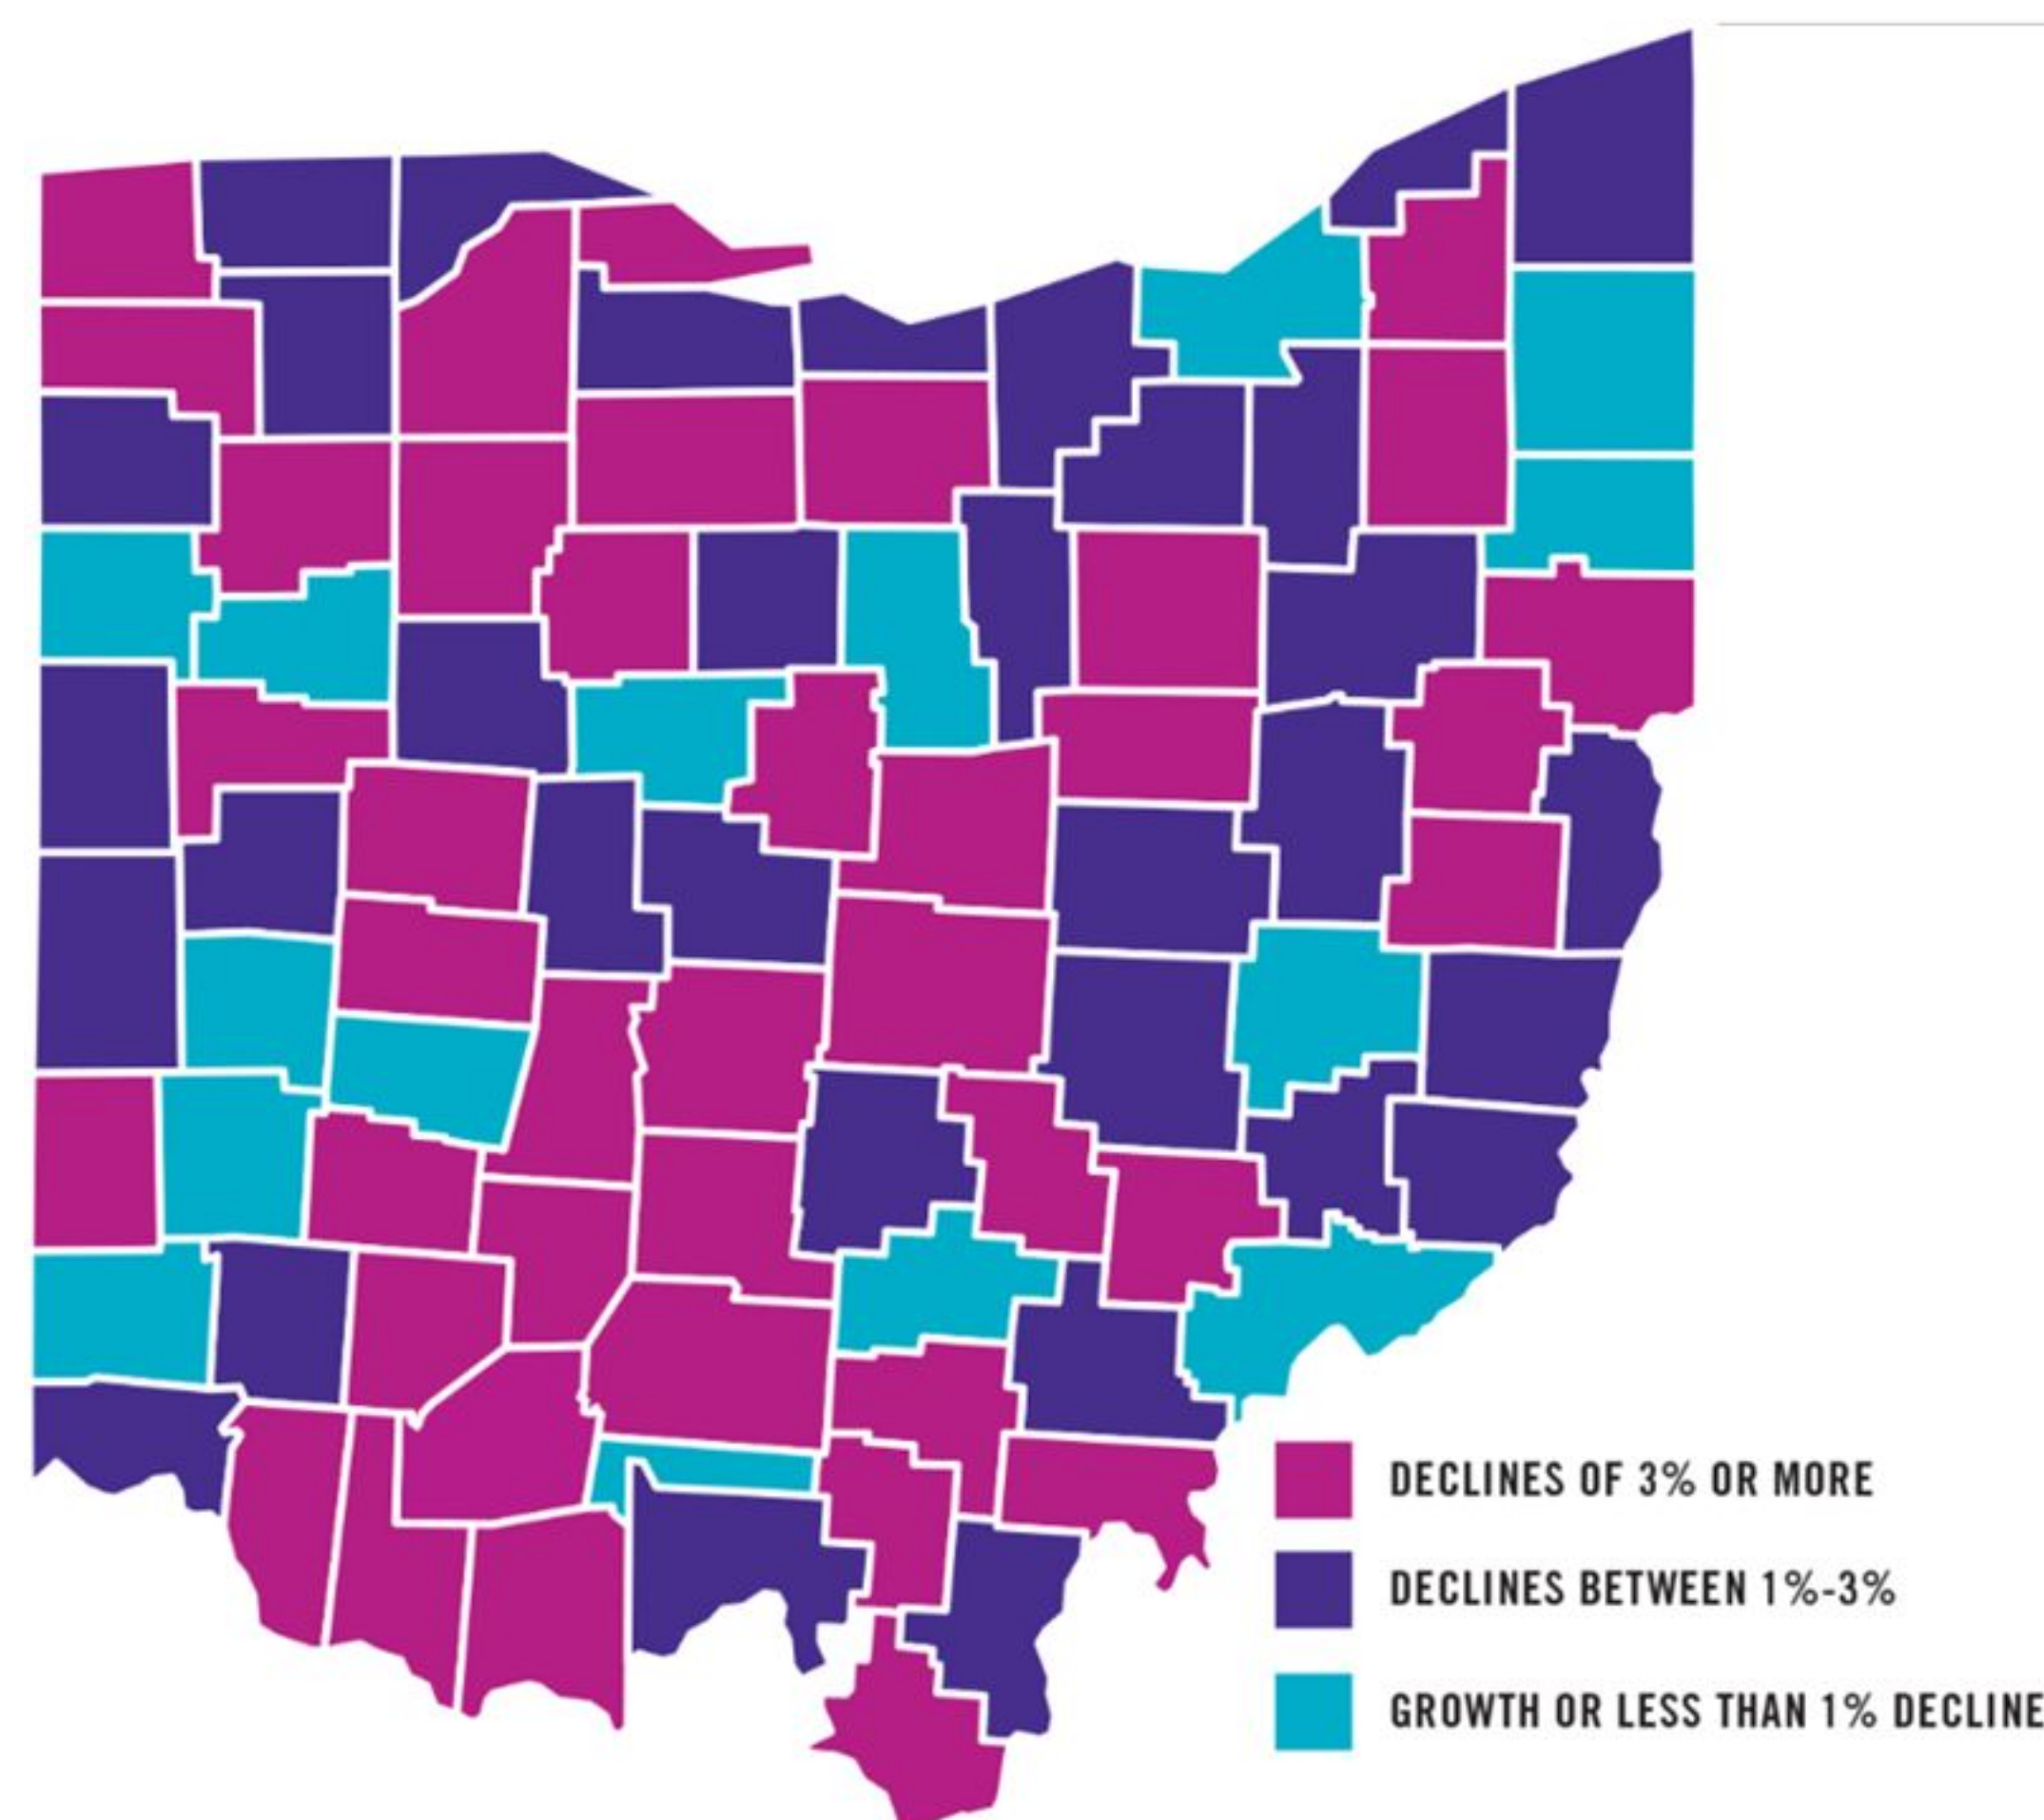 DECLINES OF 3% OR MORE
DECLINES BETWEEN 1%-3%
GROWTH OR LESS THAN 1% DECLINE